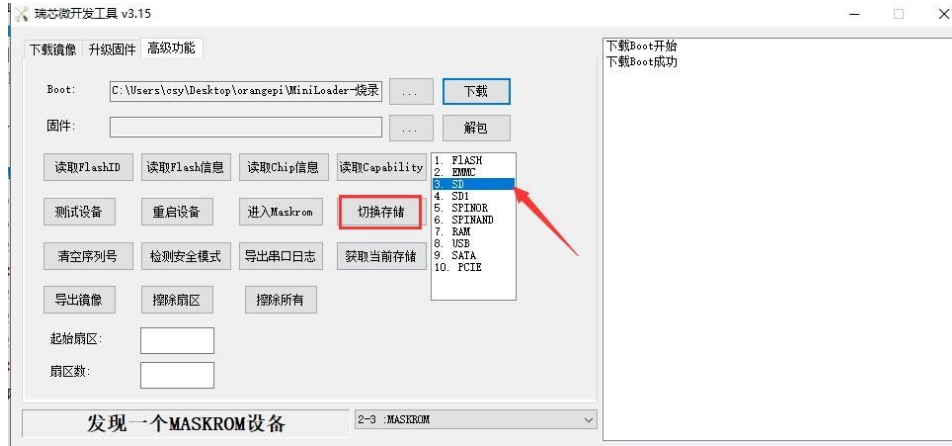 瑞芯微开发工具 v3.15
下载镜像 升级固件 高级功能
Boot: C:\Users\csy\Desktop\orangepi\MiniLoader-烧录 ... 下载
固件: ... 解包
读取FlashID 读取Flash信息 读取Chip信息 读取Capability
测试设备 重启设备 进入Maskrom 切换存储
清空序列号 检测安全模式 导出串口日志 获取当前存储
导出镜像 擦除扇区 擦除所有
起始扇区:
扇区数:
1. FlASH
2. EMMC
3. SD
4. SD1
5. SPINOR
6. SPINAND
7. RAM
8. USB
9. SATA
10. PCIE
发现一个MASKROM设备 2-3 :MASKROM
下载Boot开始
下载Boot成功